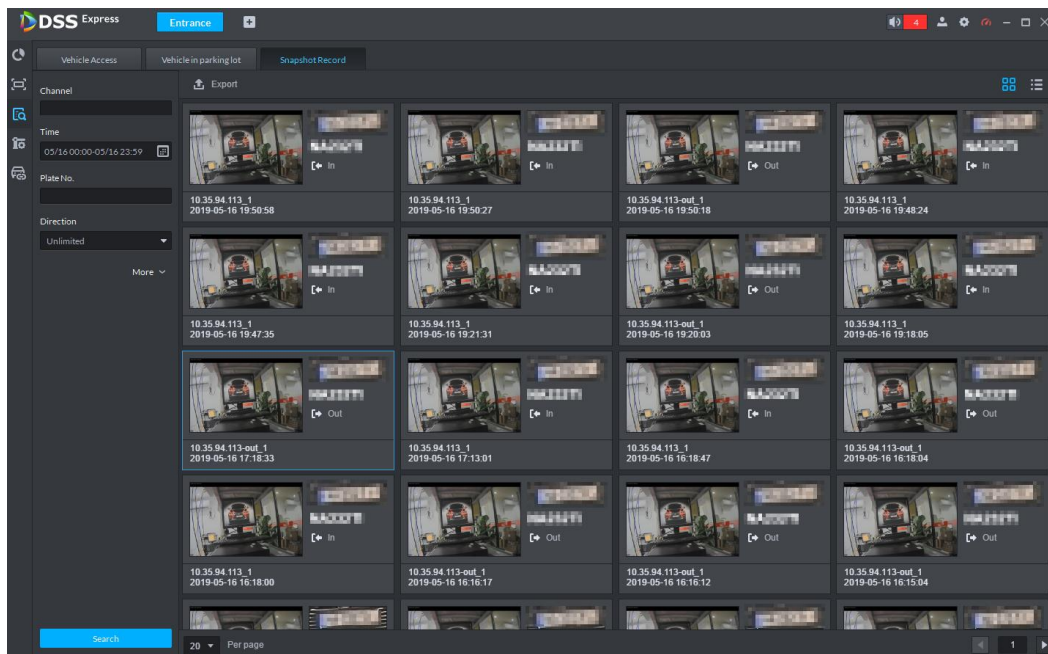 DSS Express
Entrance
4
Vehicle Access
Vehicle in parking lot
Snapshot Record
Export
Channel
Time
05/16 00:00-05/16 23:59
Plate No.
Direction
Unlimited
More
Search
In
10.35.94.113_1
2019-05-16 19:50:58
In
10.35.94.113_1
2019-05-16 19:50:27
Out
10.35.94.113-out_1
2019-05-16 19:50:18
In
10.35.94.113_1
2019-05-16 19:48:24
In
10.35.94.113_1
2019-05-16 19:47:35
In
10.35.94.113_1
2019-05-16 19:21:31
Out
10.35.94.113-out_1
2019-05-16 19:20:03
In
10.35.94.113_1
2019-05-16 19:18:05
Out
10.35.94.113-out_1
2019-05-16 17:18:33
In
10.35.94.113_1
2019-05-16 17:13:01
In
10.35.94.113_1
2019-05-16 16:18:47
Out
10.35.94.113-out_1
2019-05-16 16:18:04
In
10.35.94.113_1
2019-05-16 16:18:00
Out
10.35.94.113-out_1
2019-05-16 16:16:17
Out
10.35.94.113-out_1
2019-05-16 16:16:12
Out
10.35.94.113-out_1
2019-05-16 16:15:04
20
Per page
1